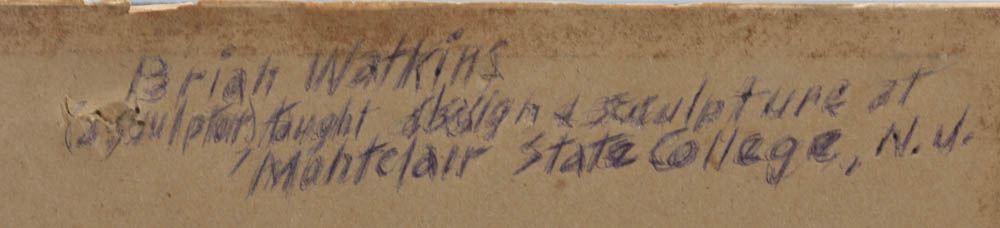 Brian Watkins
(a sculptor) taught design & sculpture at
Montclair State College, N.J.